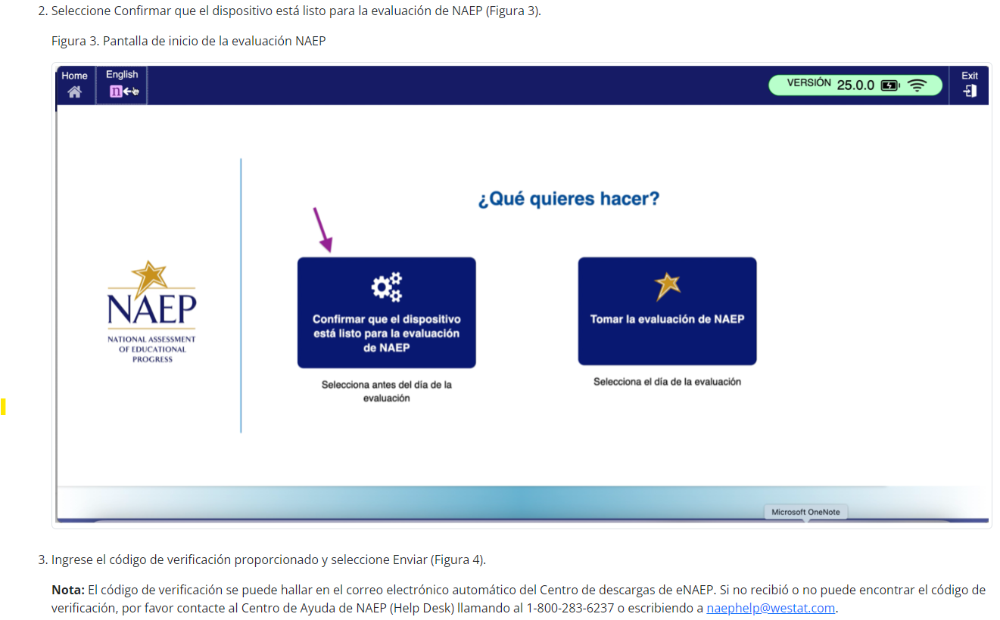 2. Seleccione Confirmar que el dispositivo está listo para la evaluación de NAEP (Figura 3).
Figura 3. Pantalla de inicio de la evaluación NAEP
Home
English
n
VERSIÓN 25.0.0
Exit
¿Qué quieres hacer?
NAEP
NATIONAL ASSESSMENT
OF EDUCATIONAL
PROGRESS
Confirmar que el dispositivo
está listo para la evaluación
de NAEP
Selecciona antes del día de la
evaluación
Tomar la evaluación de NAEP
Selecciona el día de la evaluación
Microsoft OneNote
3. Ingrese el código de verificación proporcionado y seleccione Enviar (Figura 4).
Nota: El código de verificación se puede hallar en el correo electrónico automático del Centro de descargas de eNAEP. Si no recibió o no puede encontrar el código de
verificación, por favor contacte al Centro de Ayuda de NAEP (Help Desk) llamando al 1-800-283-6237 o escribiendo a naephelp@westat.com.